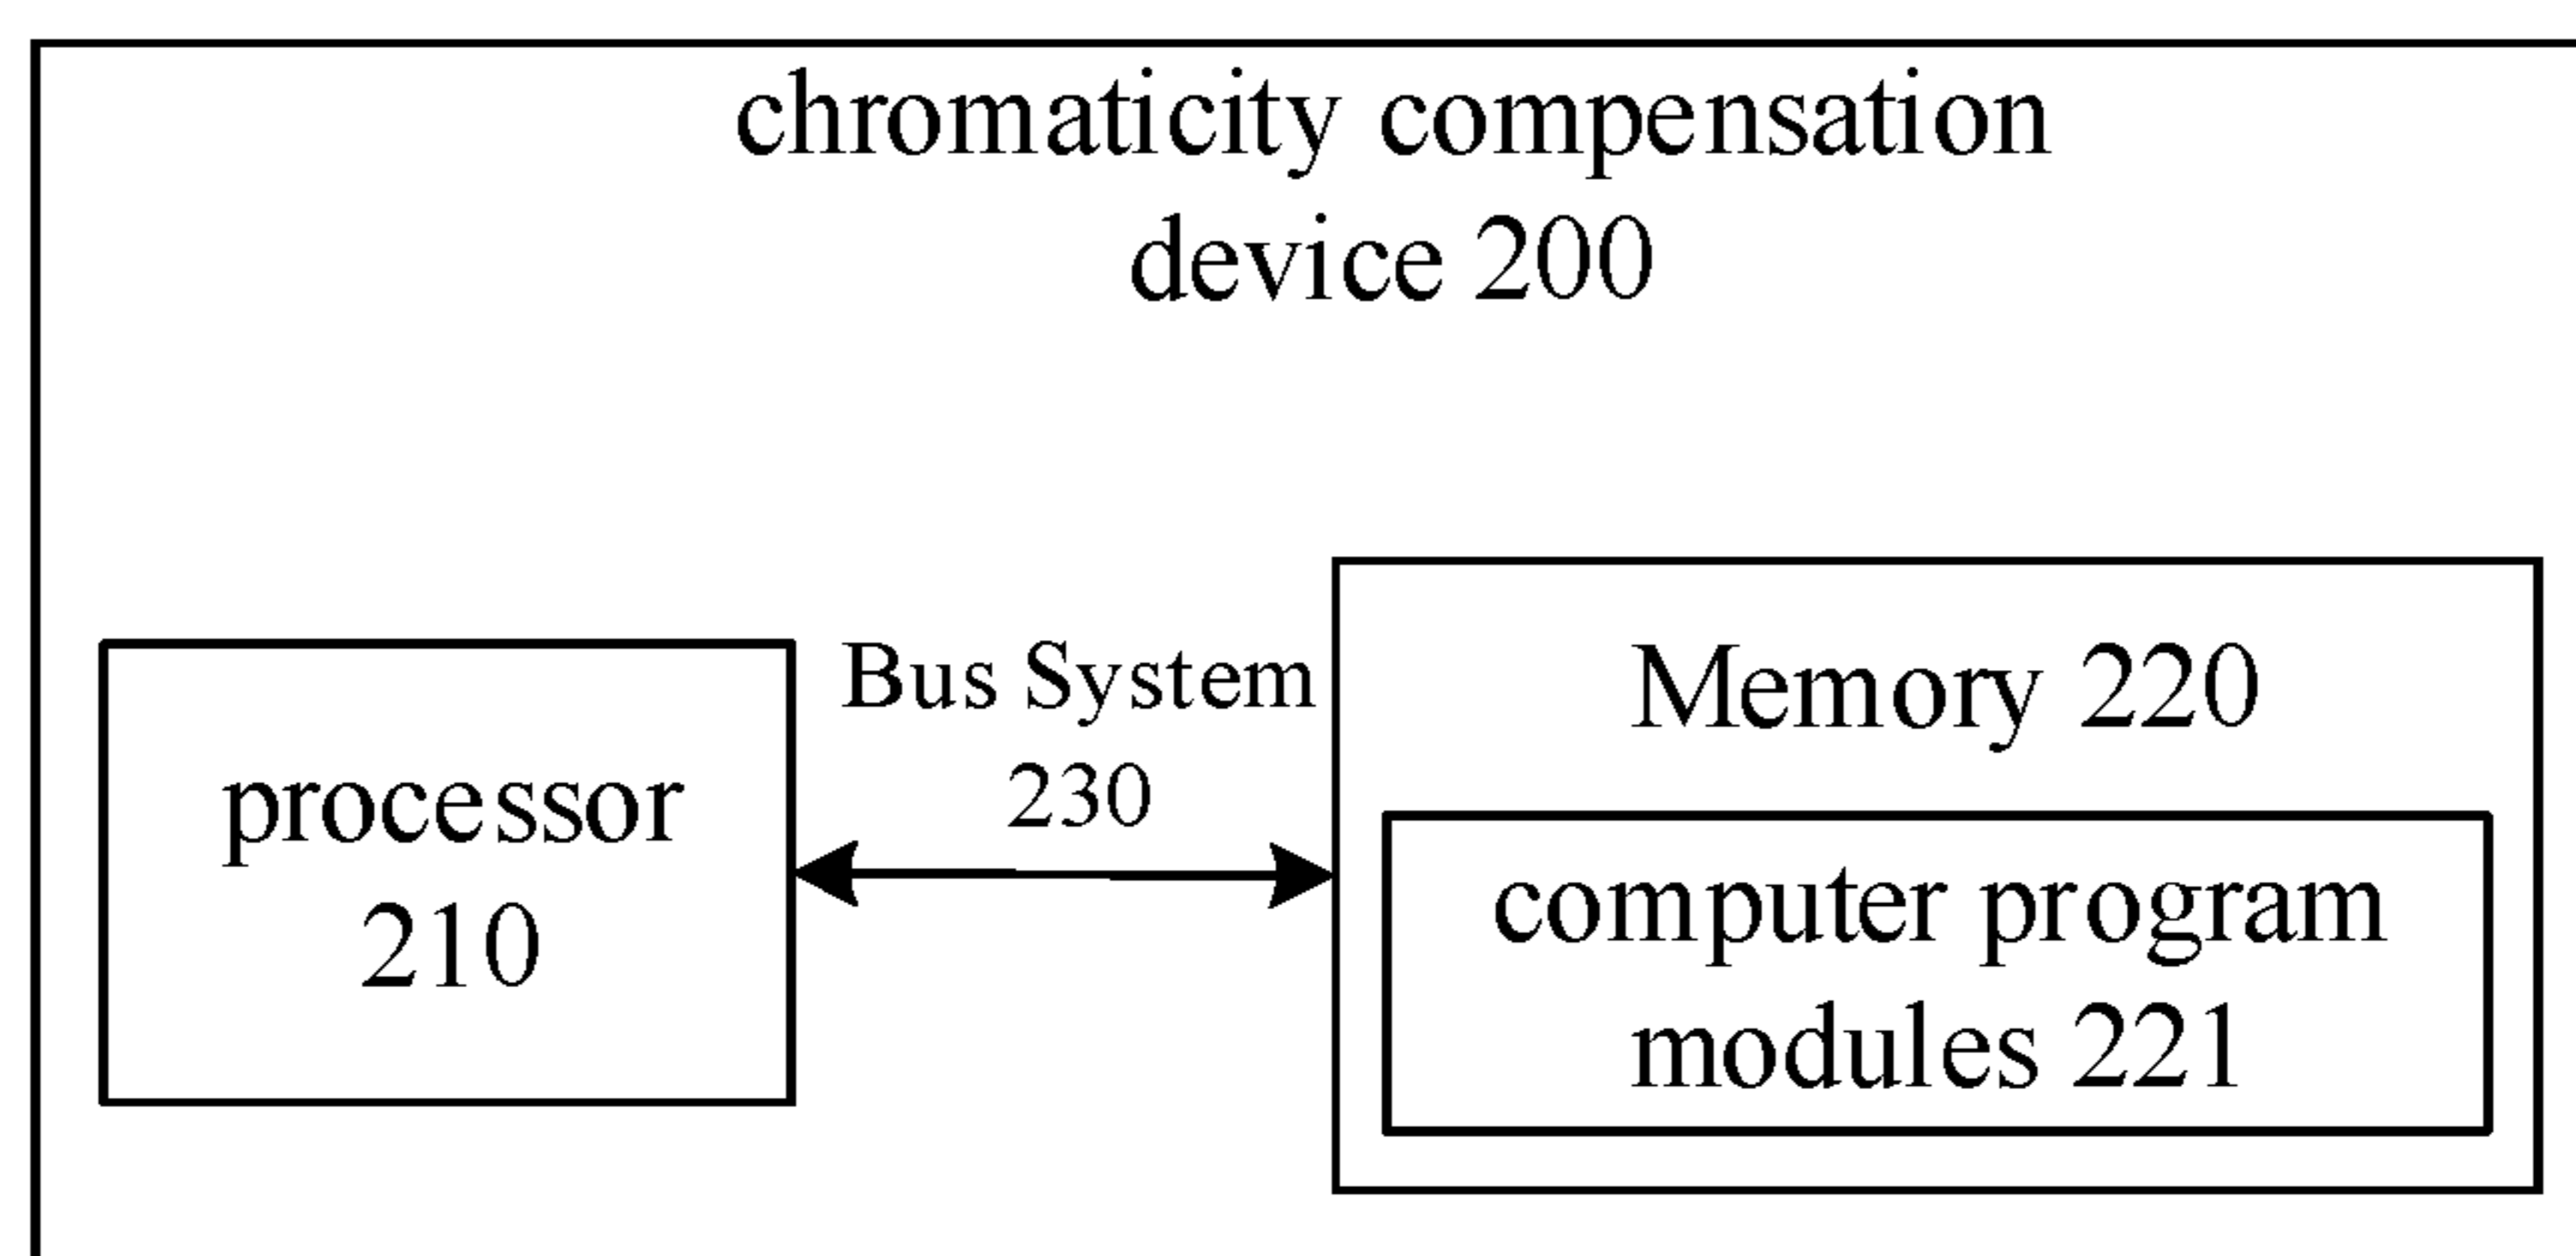 chromaticity compensation
device 200
Bus System
230
processor
210
Memory 220
computer program
modules 221